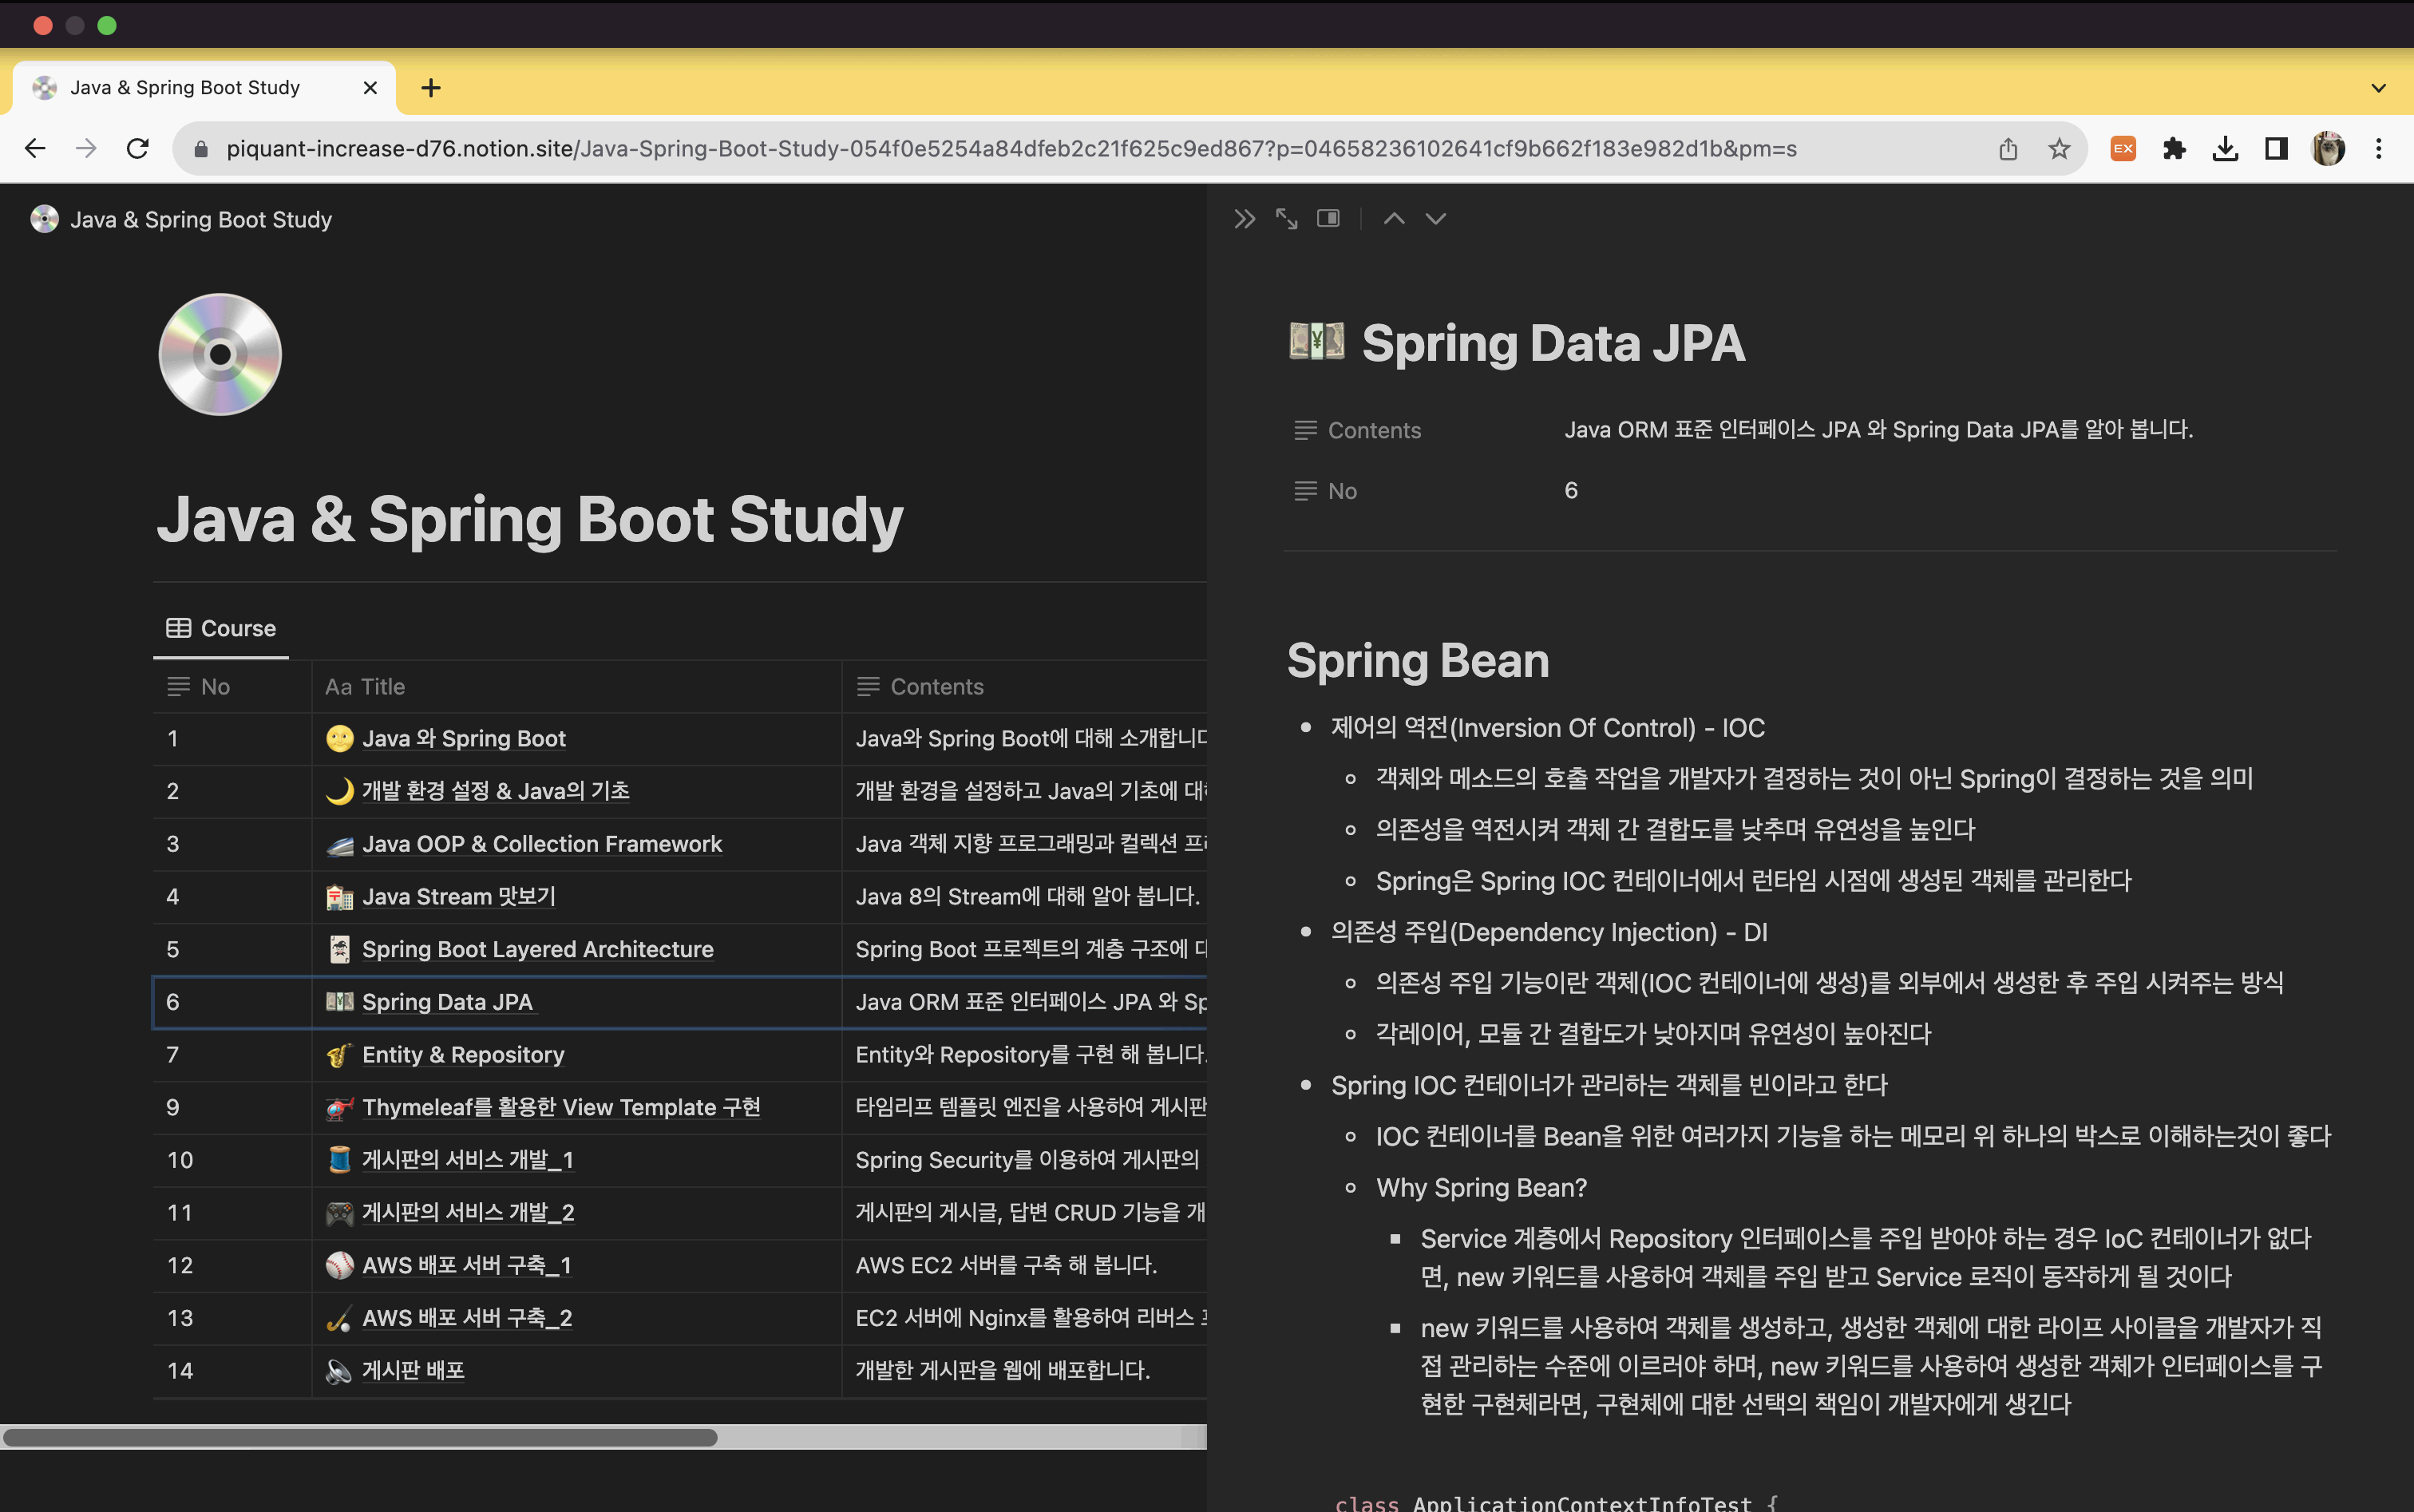 Java & Spring Boot Study
piquant-increase-d76.notion.site/Java-Spring-Boot-Study-054f0e5254a84dfeb2c21f625c9ed867?p=04658236102641cf9b662f183e982d1b&pm=s
EX
Java & Spring Boot Study
Java & Spring Boot Study
Course
No
Aa Title
Contents
1
Java 와 Spring Boot
Java와 Spring Boot에 대해 소개합니다
2
개발 환경 설정 & Java의 기초
개발 환경을 설정하고 Java의 기초에 대해
3
Java OOP & Collection Framework
Java 객체 지향 프로그래밍과 컬렉션 프레
4
Java Stream 맛보기
Java 8의 Stream에 대해 알아 봅니다.
5
Spring Boot Layered Architecture
Spring Boot 프로젝트의 계층 구조에 대
6
Spring Data JPA
Java ORM 표준 인터페이스 JPA 와 Sp
7
Entity & Repository
Entity와 Repository를 구현 해 봅니다.
9
Thymeleaf를 활용한 View Template 구현
타임리프 템플릿 엔진을 사용하여 게시판
10
게시판의 서비스 개발_1
Spring Security를 이용하여 게시판의
11
게시판의 서비스 개발_2
게시판의 게시글, 답변 CRUD 기능을 개
12
AWS 배포 서버 구축_1
AWS EC2 서버를 구축 해 봅니다.
13
AWS 배포 서버 구축_2
EC2 서버에 Nginx를 활용하여 리버스
14
게시판 배포
개발한 게시판을 웹에 배포합니다.
Spring Data JPA
Contents
Java ORM 표준 인터페이스 JPA 와 Spring Data JPA를 알아 봅니다.
No
6
Spring Bean
제어의 역전(Inversion Of Control) - IOC
객체와 메소드의 호출 작업을 개발자가 결정하는 것이 아닌 Spring이 결정하는 것을 의미
의존성을 역전시켜 객체 간 결합도를 낮추며 유연성을 높인다
Spring은 Spring IOC 컨테이너에서 런타임 시점에 생성된 객체를 관리한다
의존성 주입(Dependency Injection) - DI
의존성 주입 기능이란 객체(IOC 컨테이너에 생성)를 외부에서 생성한 후 주입 시켜주는 방식
각레이어, 모듈 간 결합도가 낮아지며 유연성이 높아진다
Spring IOC 컨테이너가 관리하는 객체를 빈이라고 한다
IOC 컨테이너를 Bean을 위한 여러가지 기능을 하는 메모리 위 하나의 박스로 이해하는것이 좋다
Why Spring Bean?
Service 계층에서 Repository 인터페이스를 주입 받아야 하는 경우 IoC 컨테이너가 없다
면, new 키워드를 사용하여 객체를 주입 받고 Service 로직이 동작하게 될 것이다
new 키워드를 사용하여 객체를 생성하고, 생성한 객체에 대한 라이프 사이클을 개발자가 직
접 관리하는 수준에 이르러야 하며, new 키워드를 사용하여 생성한 객체가 인터페이스를 구
현한 구현체라면, 구현체에 대한 선택의 책임이 개발자에게 생긴다
class ApplicationContextInfoTest {